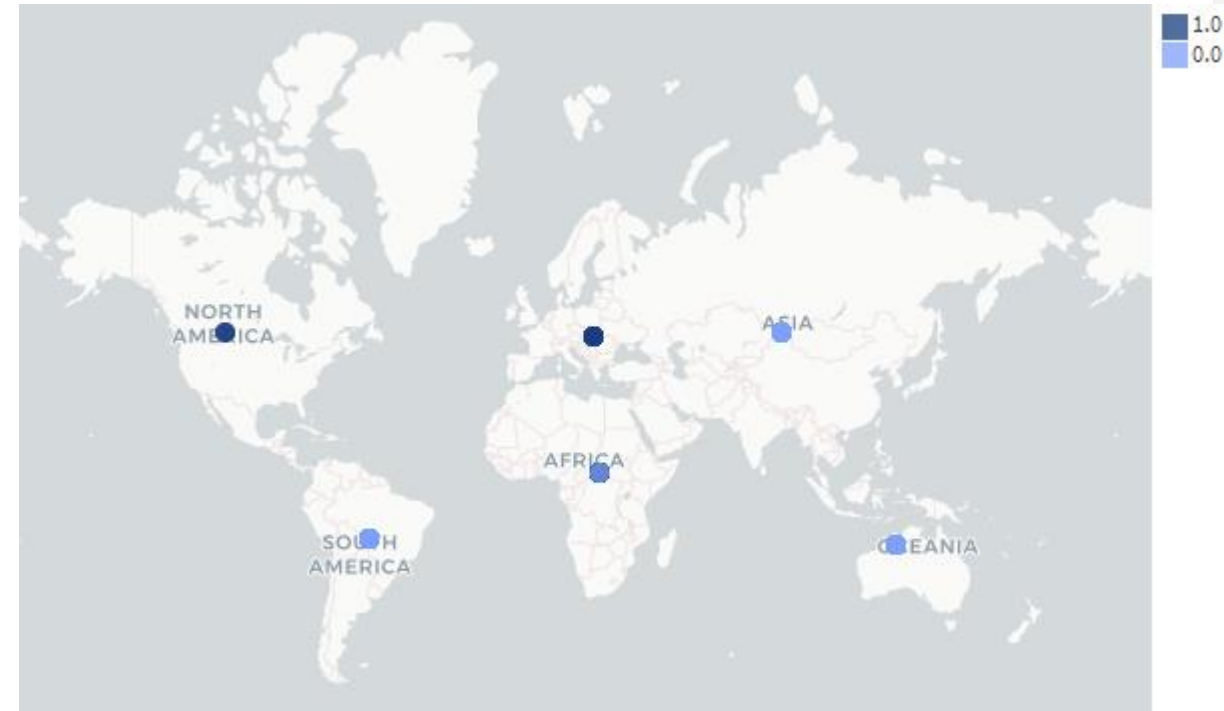 1.0
0.0
NORTH
AMERICA
ASIA
AFRICA
SOUTH
AMERICA
OCEANIA